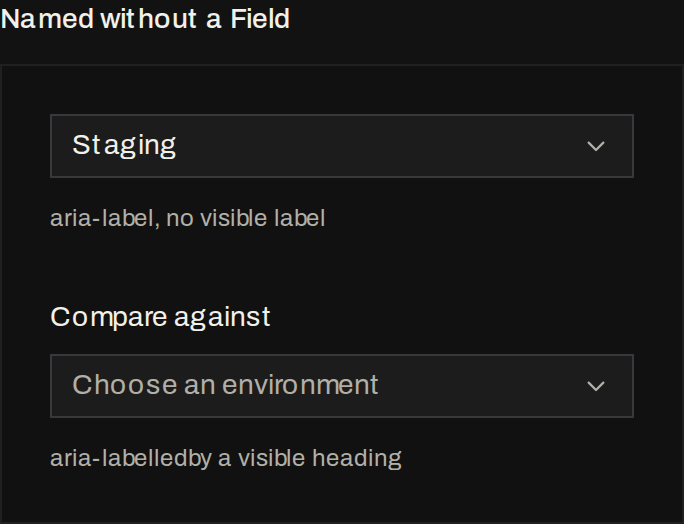 Named without a Field
Staging
aria-label, no visible label
Compare against
Choose an environment
aria-labelledby a visible heading